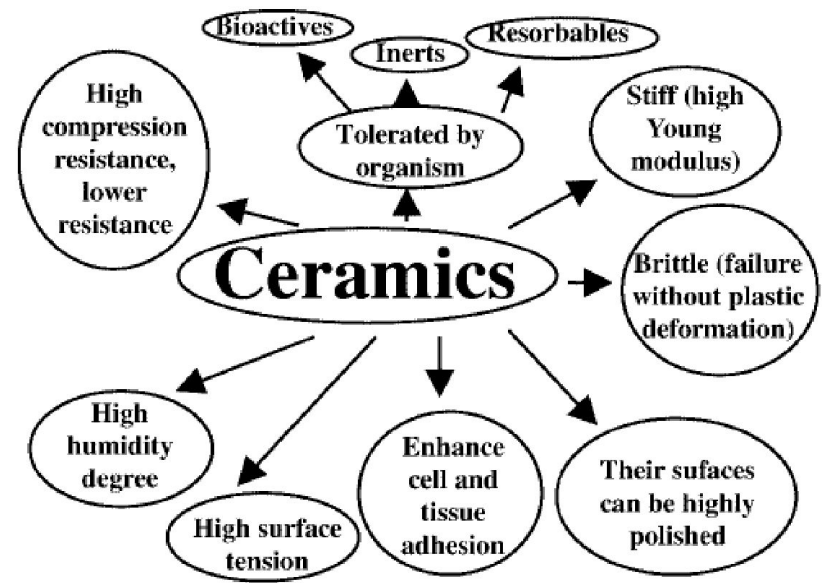 Bioactives
Inerts
Resorbables
High
compression
resistance,
lower
resistance
Tolerated by
organism
Stiff (high
Young
modulus)
Ceramics
Brittle (failure
without plastic
deformation)
High
humidity
degree
High surface
tension
Enhance
cell and
tissue
adhesion
Their sufaces
can be highly
polished